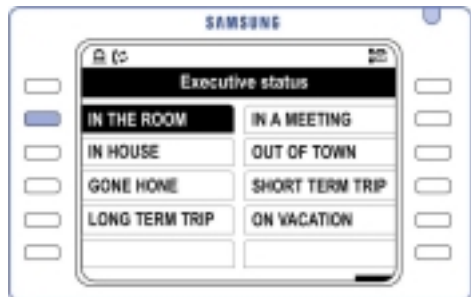 SAMSUNG
Executive status
IN THE ROOM IN A MEETING
IN HOUSE OUT OF TOWN
GONE HONE SHORT TERM TRIP
LONG TERM TRIP ON VACATION